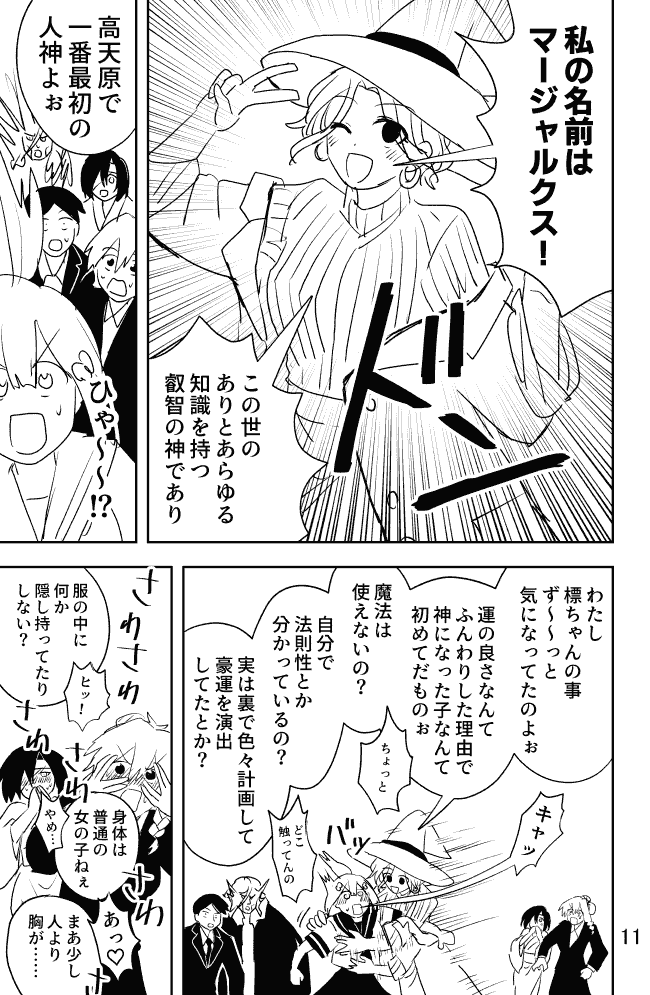 私の名前は
マージャルクス!
ドン
この世の
ありとあらゆる
知識を持つ
叡智の神であり
高天原で
一番最初の
人神よぉ
ひゃ〜〜!?
わたし
標ちゃんの事
ず〜〜っと
気になってたのよぉ
運の良さなんて
ふんわりした理由で
神になった子なんて
初めてだものぉ
魔法は
使えないの?
自分で
法則性とか
分かっているの?
実は裏で色々計画して
豪運を演出
してたとか?
キャッ
ちょっと
バッ
どこ
触ってんの
さわさわ
服の中に
何か
隠し持ってたり
しない?
ヒッ!
さわ
さわ
身体は
普通の
女の子ねぇ
やめ…
あっ♡
さわ
さわ
まあ少し
人より
胸が……
11